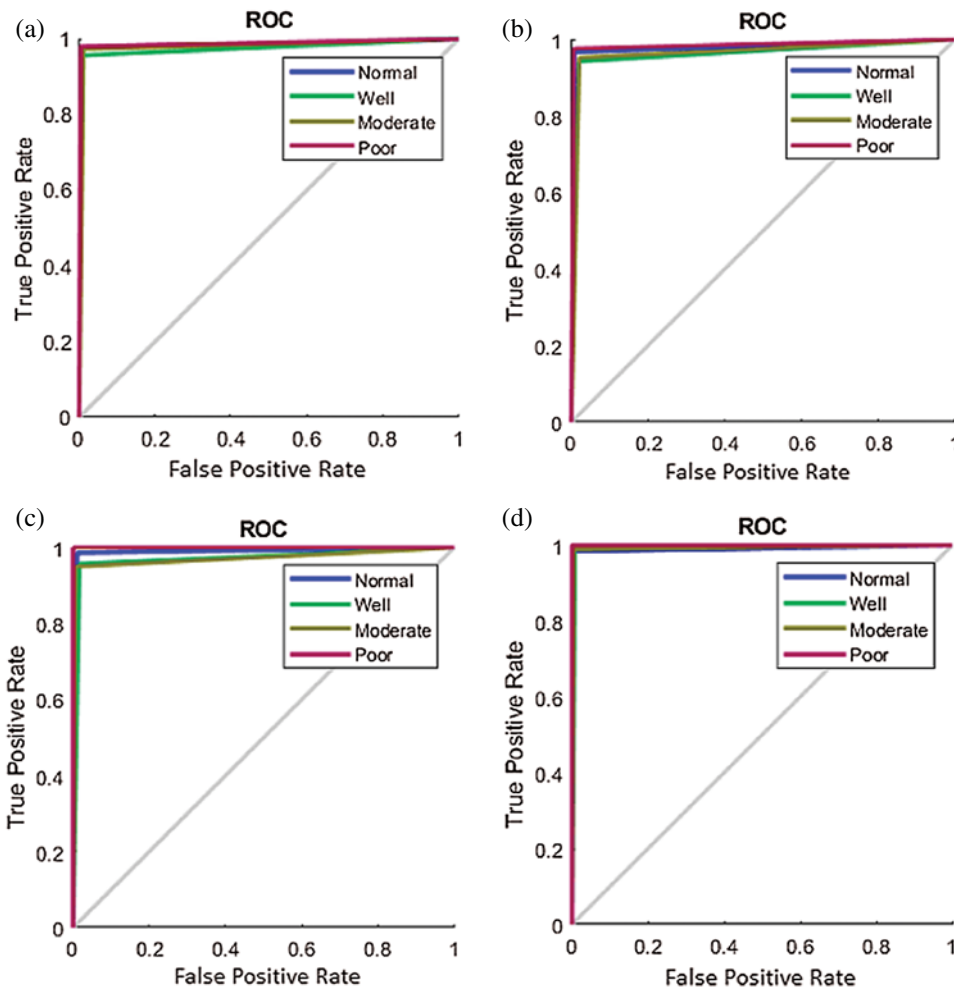 (a)
ROC
1
0.8
0.6
0.4
0.2
0
True Positive Rate
Normal
Well
Moderate
Poor
0 0.2 0.4 0.6 0.8 1
False Positive Rate
(b)
ROC
1
0.8
0.6
0.4
0.2
0
True Positive Rate
Normal
Well
Moderate
Poor
0 0.2 0.4 0.6 0.8 1
False Positive Rate
(c)
ROC
1
0.8
0.6
0.4
0.2
0
True Positive Rate
Normal
Well
Moderate
Poor
0 0.2 0.4 0.6 0.8 1
False Positive Rate
(d)
ROC
1
0.8
0.6
0.4
0.2
0
True Positive Rate
Normal
Well
Moderate
Poor
0 0.2 0.4 0.6 0.8 1
False Positive Rate